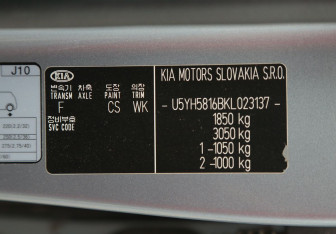 J10
KIA
변속기 차축 도장 의장
TRANSM AXLE PAINT TRIM
F CS WK
정비부호
SVC CODE
KIA MOTORS SLOVAKIA S.R.O.
- U5YH5816BKL023137-
1850 kg
3050 kg
1 -1050 kg
2 -1000 kg